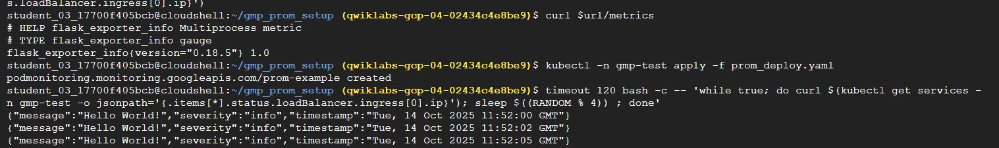 s.loadBalancer.ingress[0].ip}')
student_03_17700f405bcb@cloudshell:~/gmp_prom_setup (qwiklabs-gcp-04-02434c4e8be9)$ curl $url/metrics
# HELP flask_exporter_info Multiprocess metric
# TYPE flask_exporter_info gauge
flask_exporter_info{version="0.18.5"} 1.0
student_03_17700f405bcb@cloudshell:~/gmp_prom_setup (qwiklabs-gcp-04-02434c4e8be9)$ kubectl -n gmp-test apply -f prom_deploy.yaml
podmonitoring.monitoring.googleapis.com/prom-example created
student_03_17700f405bcb@cloudshell:~/gmp_prom_setup (qwiklabs-gcp-04-02434c4e8be9)$ timeout 120 bash -c -- 'while true; do curl $(kubectl get services -
n gmp-test -o jsonpath='{.items[*].status.loadBalancer.ingress[0].ip}'); sleep $((RANDOM % 4)) ; done'
{"message":"Hello World!","severity":"info","timestamp":"Tue, 14 Oct 2025 11:52:00 GMT"}
{"message":"Hello World!","severity":"info","timestamp":"Tue, 14 Oct 2025 11:52:02 GMT"}
{"message":"Hello World!","severity":"info","timestamp":"Tue, 14 Oct 2025 11:52:05 GMT"}